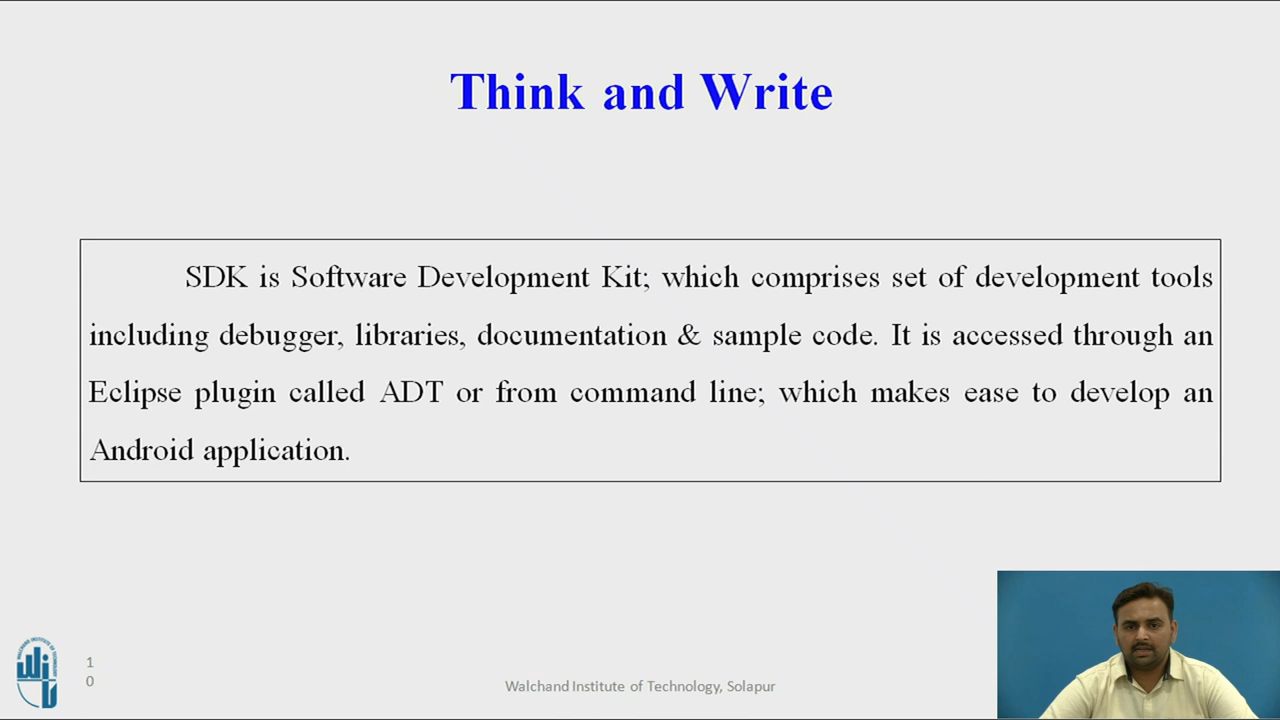 Think and Write
SDK is Software Development Kit; which comprises set of development tools
including debugger, libraries, documentation & sample code. It is accessed through an
Eclipse plugin called ADT or from command line; which makes ease to develop an
Android application.
1
0
Walchand Institute of Technology, Solapur